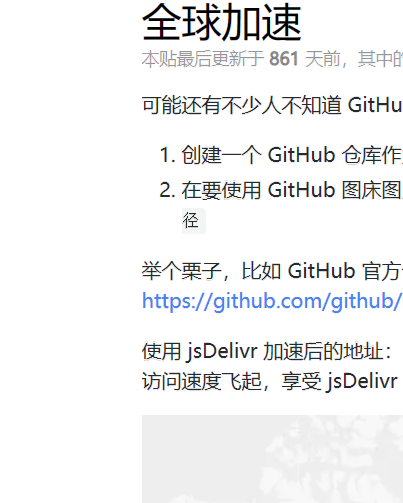 全球加速
本贴最后更新于 861 天前，其中的
可能还有不少人不知道 GitHu
1. 创建一个 GitHub 仓库作
2. 在要使用 GitHub 图床图
径
举个栗子，比如 GitHub 官方
https://github.com/github/
使用 jsDelivr 加速后的地址：
访问速度飞起，享受 jsDelivr